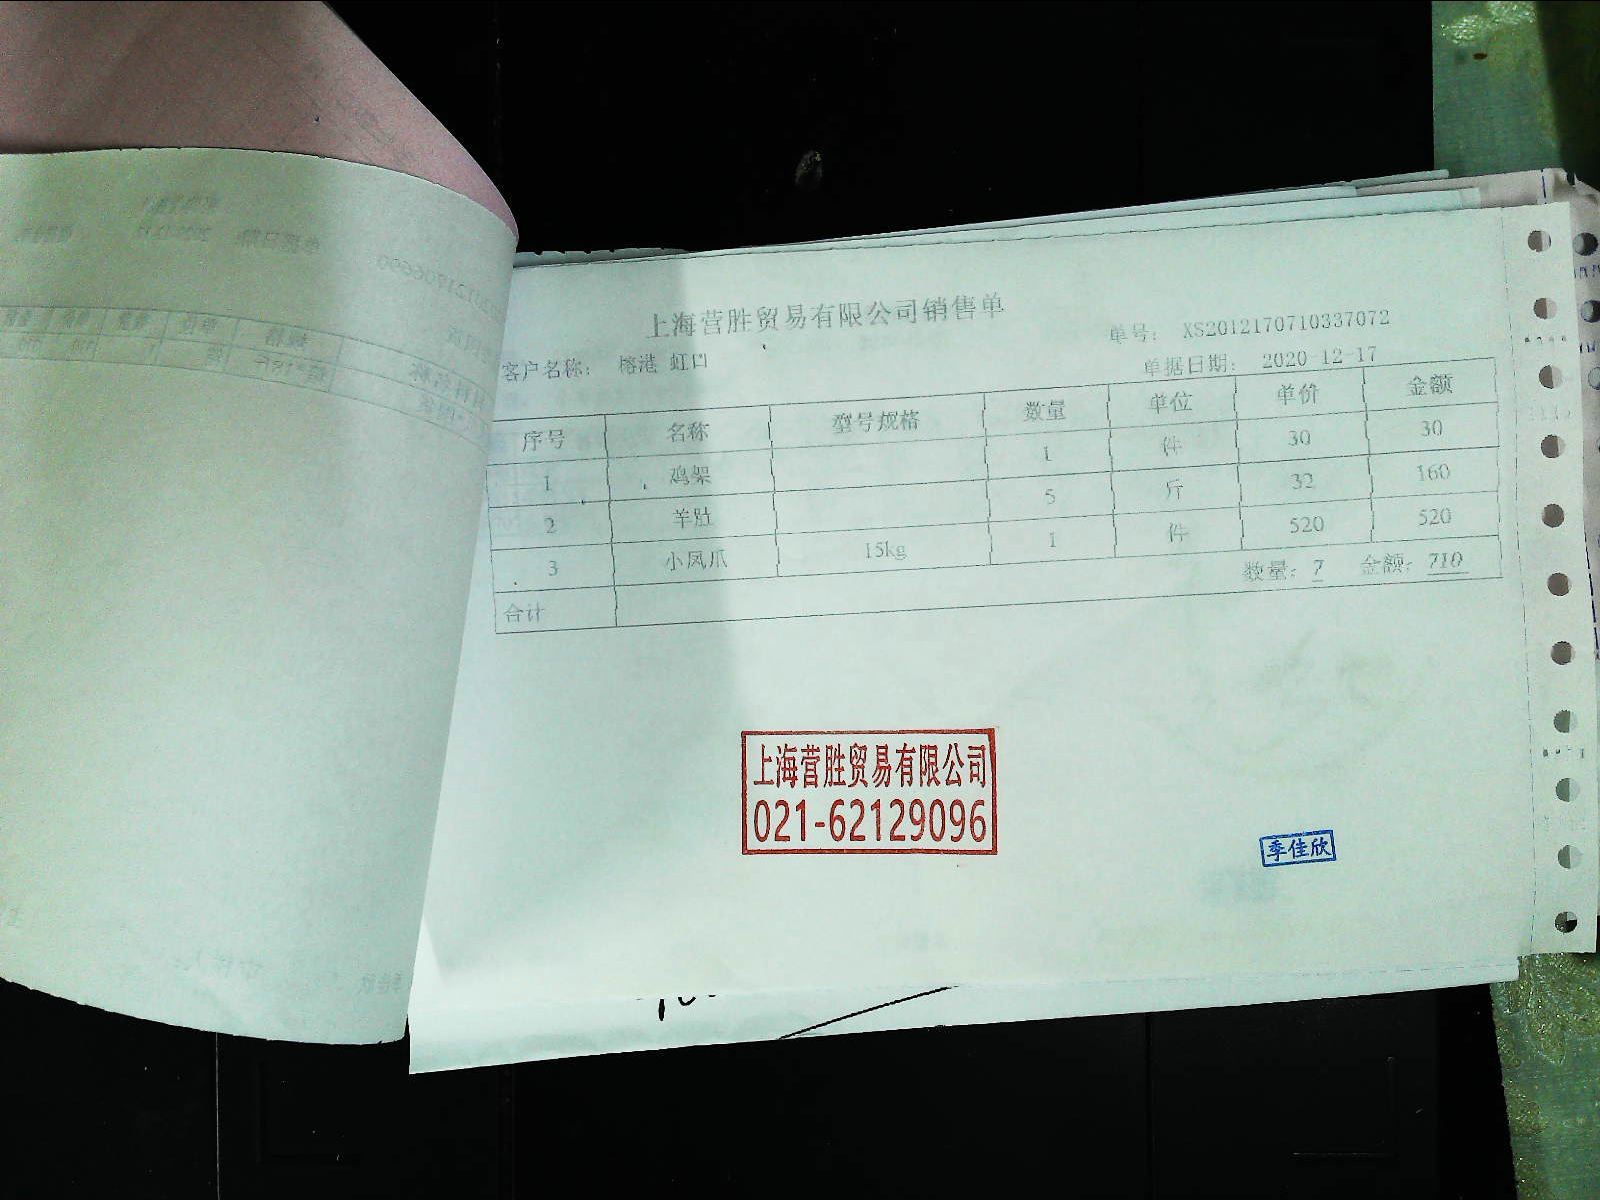 上海营胜贸易有限公司销售单
单号: XS2012170710337072
客户名称: 榕港 虹口
单据日期: 2020-12-17
序号 名称 型号规格 数量 单位 单价 金额
1 鸡架 1 件 30 30
2 羊肚 5 斤 32 160
3 小凤爪 15kg 1 件 520 520
合计 数量: 7 金额: 710
上海营胜贸易有限公司
021-62129096
季佳欣